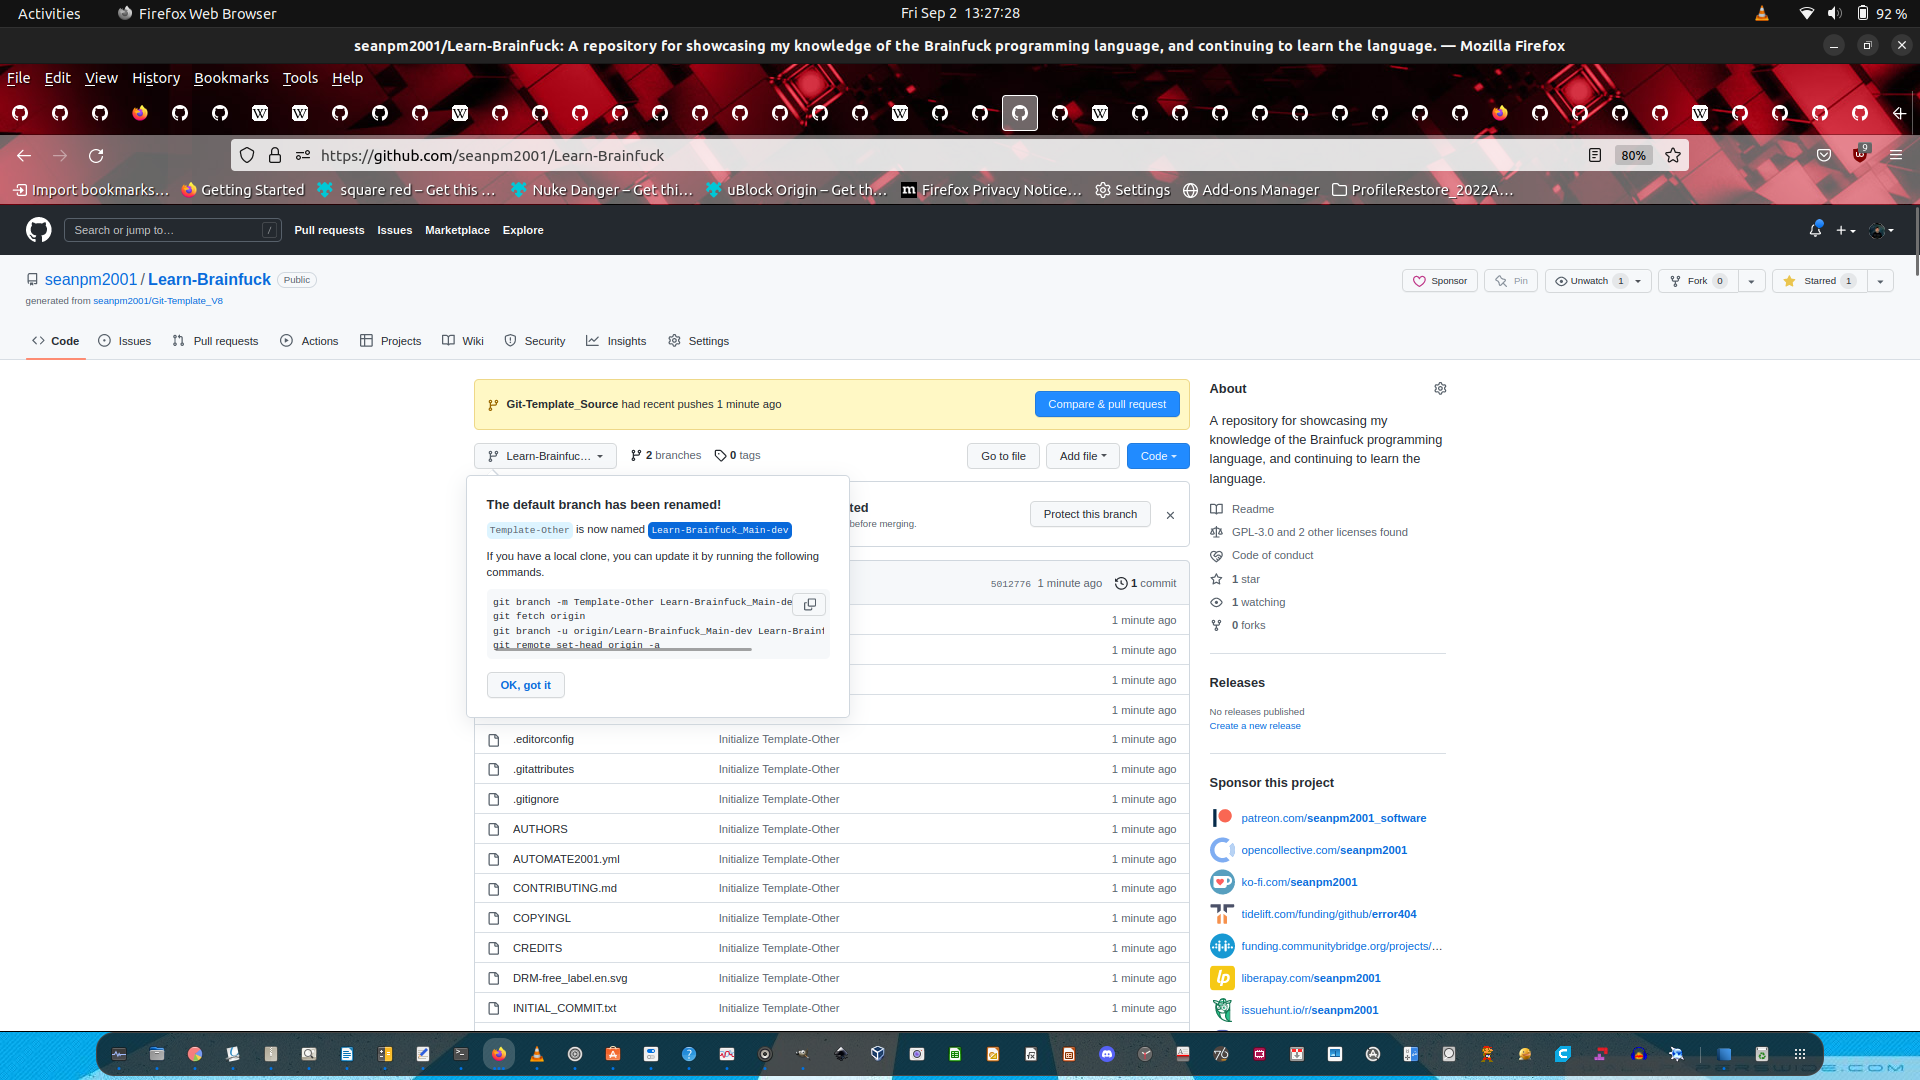 Activities
Firefox Web Browser
Fri Sep 2 13:27:28
92 %
seanpm2001/Learn-Brainfuck: A repository for showcasing my knowledge of the Brainfuck programming language, and continuing to learn the language. — Mozilla Firefox
File Edit View History Bookmarks Tools Help
https://github.com/seanpm2001/Learn-Brainfuck
80%
9
Import bookmarks…
Getting Started
square red – Get this …
Nuke Danger – Get thi…
uBlock Origin – Get th…
Firefox Privacy Notice…
Settings
Add-ons Manager
ProfileRestore_2022A…
Search or jump to…
/
Pull requests
Issues
Marketplace
Explore
seanpm2001 / Learn-Brainfuck
Public
generated from seanpm2001/Git-Template_V8
Sponsor
Pin
Unwatch 1
Fork 0
Starred 1
Code
Issues
Pull requests
Actions
Projects
Wiki
Security
Insights
Settings
Git-Template_Source had recent pushes 1 minute ago
Compare & pull request
Learn-Brainfuc…
2 branches
0 tags
Go to file
Add file
Code
ted
before merging.
Protect this branch
The default branch has been renamed!
Template-Other is now named Learn-Brainfuck_Main-dev
If you have a local clone, you can update it by running the following
commands.
git branch -m Template-Other Learn-Brainfuck_Main-de
git fetch origin
git branch -u origin/Learn-Brainfuck_Main-dev Learn-Brainf
git remote set-head origin -a
OK, got it
5012776 1 minute ago
1 commit
1 minute ago
1 minute ago
1 minute ago
1 minute ago
.editorconfig Initialize Template-Other 1 minute ago
.gitattributes Initialize Template-Other 1 minute ago
.gitignore Initialize Template-Other 1 minute ago
AUTHORS Initialize Template-Other 1 minute ago
AUTOMATE2001.yml Initialize Template-Other 1 minute ago
CONTRIBUTING.md Initialize Template-Other 1 minute ago
COPYINGL Initialize Template-Other 1 minute ago
CREDITS Initialize Template-Other 1 minute ago
DRM-free_label.en.svg Initialize Template-Other 1 minute ago
INITIAL_COMMIT.txt Initialize Template-Other 1 minute ago
About
A repository for showcasing my
knowledge of the Brainfuck programming
language, and continuing to learn the
language.
Readme
GPL-3.0 and 2 other licenses found
Code of conduct
1 star
1 watching
0 forks
Releases
No releases published
Create a new release
Sponsor this project
patreon.com/seanpm2001_software
opencollective.com/seanpm2001
ko-fi.com/seanpm2001
tidelift.com/funding/github/error404
funding.communitybridge.org/projects/…
liberapay.com/seanpm2001
issuehunt.io/r/seanpm2001